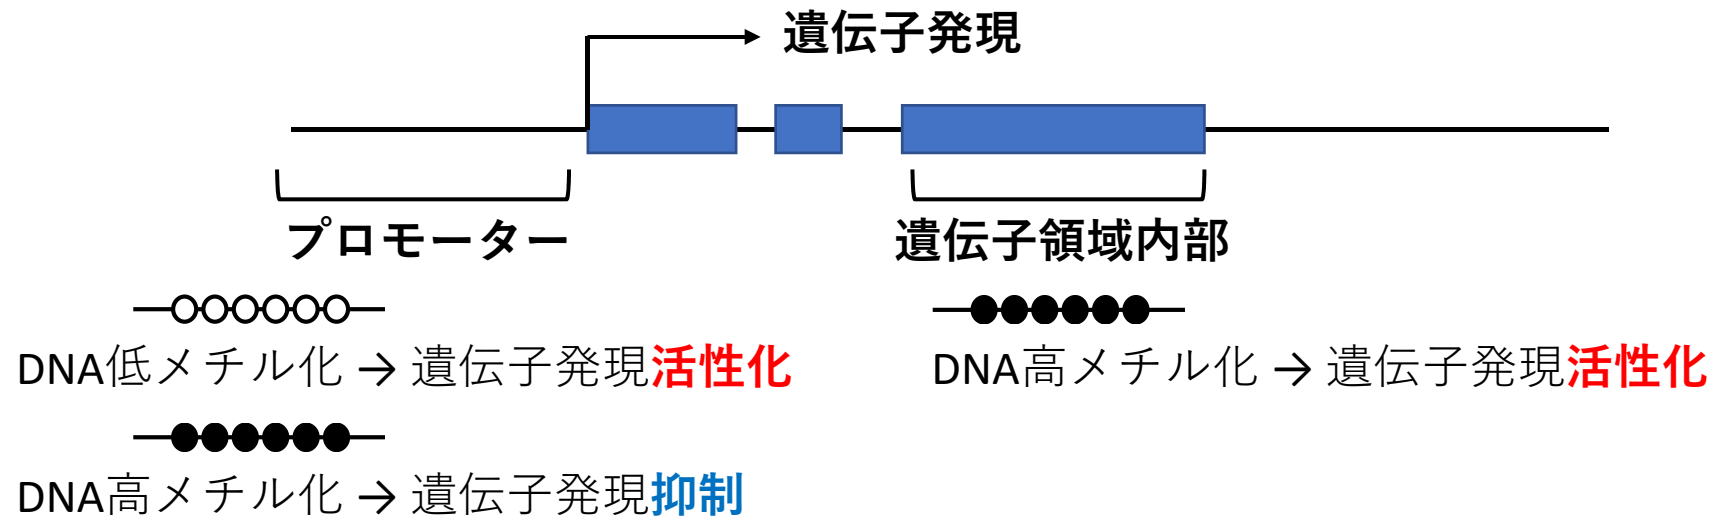 遺伝子発現
プロモーター
遺伝子領域内部
DNA低メチル化 → 遺伝子発現活性化
DNA高メチル化 → 遺伝子発現活性化
DNA高メチル化 → 遺伝子発現抑制